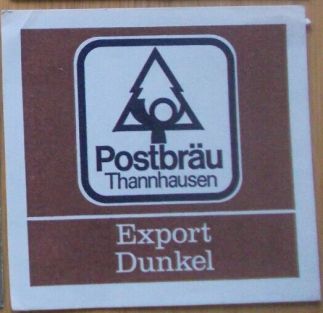 Postbräu
Thannhausen
Export
Dunkel